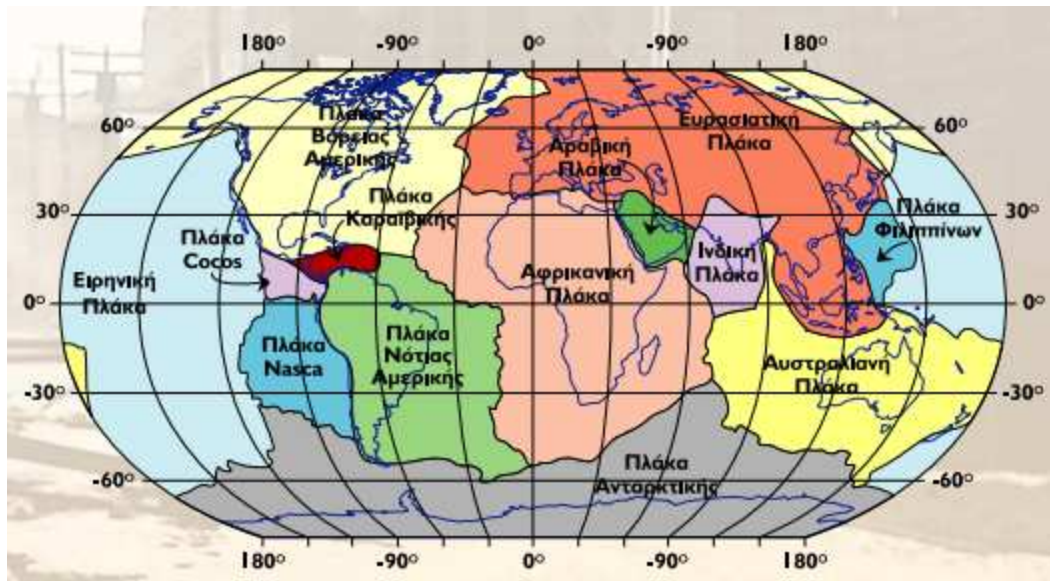 180° -90° 0° -90° 180°
60° 60°
30° 30°
0° 0°
-30° -30°
-60° -60°
180° -90° 0° -90° 180°
Πλάκα
Βόρειας
Αμερικής
Πλάκα
Καραϊβικής
Πλάκα
Cocos
Ειρηνική
Πλάκα
Πλάκα
Nasca
Πλάκα
Νότιας
Αμερικής
Αφρικανική
Πλάκα
Αραβική
Πλάκα
Ευρασιατική
Πλάκα
Ινδική
Πλάκα
Πλάκα
Φιλιππίνων
Αυστραλιανή
Πλάκα
Πλάκα
Ανταρκτικής